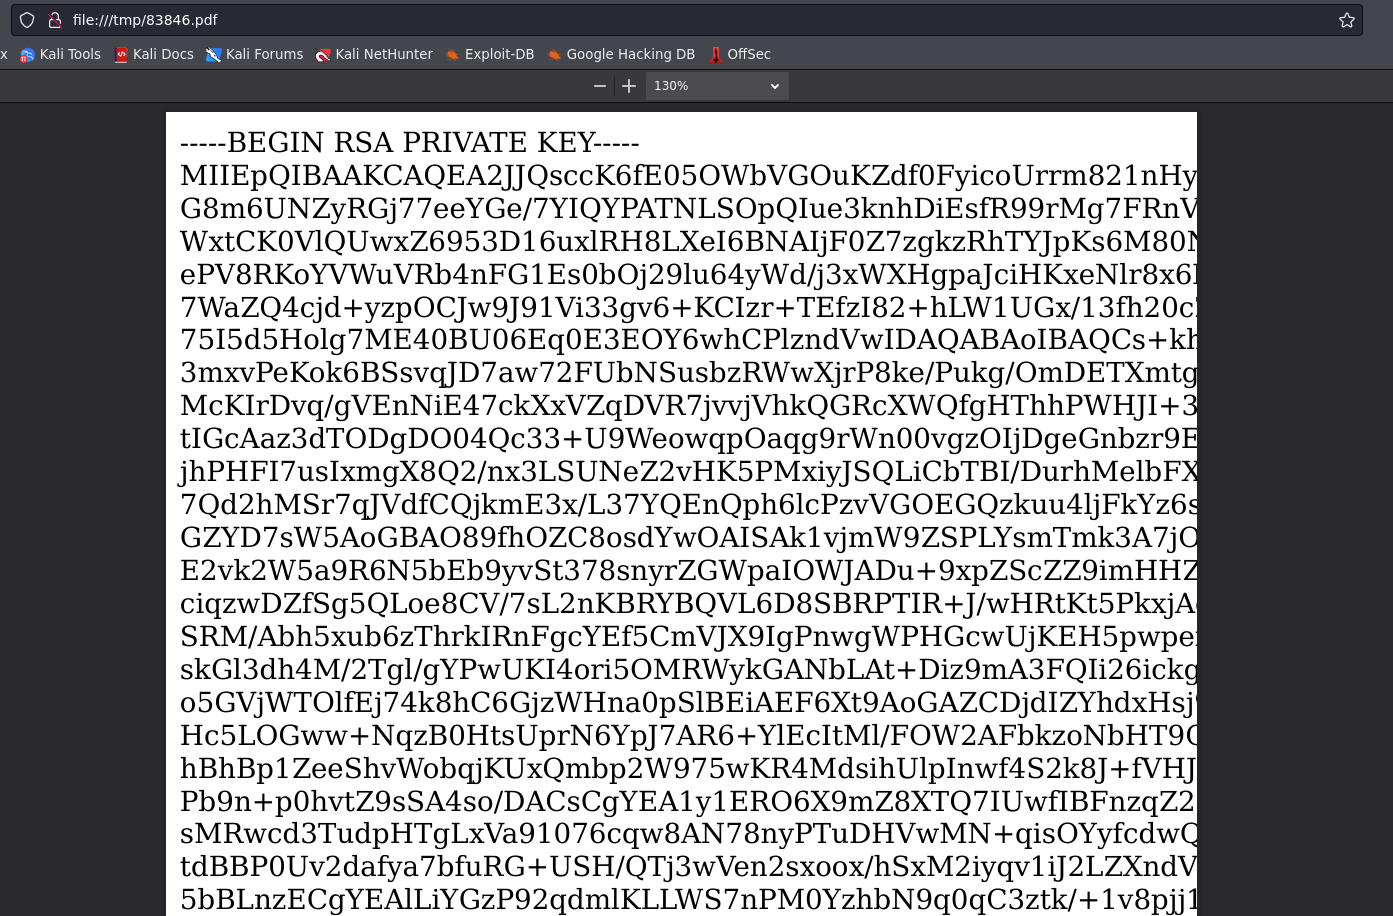 file:///tmp/83846.pdf
x Kali Tools Kali Docs Kali Forums Kali NetHunter Exploit-DB Google Hacking DB OffSec
130%
-----BEGIN RSA PRIVATE KEY-----
MIIEpQIBAAKCAQEA2JJQsccK6fE05OWbVGOuKZdf0FyicoUrrm821nHy
G8m6UNZyRGj77eeYGe/7YIQYPATNLSOpQIue3knhDiEsfR99rMg7FRnV
WxtCK0VlQUwxZ6953D16uxlRH8LXeI6BNAIjF0Z7zgkzRhTYJpKs6M80N
ePV8RKoYVWuVRb4nFG1Es0bOj29lu64yWd/j3xWXHgpaJciHKxeNlr8x6
7WaZQ4cjd+yzpOCJw9J91Vi33gv6+KCIzr+TEfzI82+hLW1UGx/13fh20c
75I5d5Holg7ME40BU06Eq0E3EOY6whCPlzndVwIDAQABAoIBAQCs+kh
3mxvPeKok6BSsvqJD7aw72FUbNSusbzRWwXjrP8ke/Pukg/OmDETXmtg
McKIrDvq/gVEnNiE47ckXxVZqDVR7jvvjVhkQGRcXWQfgHThhPWHJI+3
tIGcAaz3dTODgDO04Qc33+U9WeowqpOaqg9rWn00vgzOIjDgeGnbzr9E
jhPHFI7usIxmgX8Q2/nx3LSUNeZ2vHK5PMxiyJSQLiCbTBI/DurhMelbFX
7Qd2hMSr7qJVdfCQjkmE3x/L37YQEnQph6lcPzvVGOEGQzkuu4ljFkYz6s
GZYD7sW5AoGBAO89fhOZC8osdYwOAISAk1vjmW9ZSPLYsmTmk3A7jO
E2vk2W5a9R6N5bEb9yvSt378snyrZGWpaIOWJADu+9xpZScZZ9imHHZ
ciqzwDZfSg5QLoe8CV/7sL2nKBRYBQVL6D8SBRPTIR+J/wHRtKt5PkxjA
SRM/Abh5xub6zThrkIRnFgcYEf5CmVJX9IgPnwgWPHGcwUjKEH5pwpe
skGl3dh4M/2Tgl/gYPwUKI4ori5OMRWykGANbLAt+Diz9mA3FQIi26ickg
o5GVjWTOlfEj74k8hC6GjzWHna0pSlBEiAEF6Xt9AoGAZCDjdIZYhdxHsj
Hc5LOGww+NqzB0HtsUprN6YpJ7AR6+YlEcItMl/FOW2AFbkzoNbHT9
hBhBp1ZeeShvWobqjKUxQmbp2W975wKR4MdsihUlpInwf4S2k8J+fVHJ
Pb9n+p0hvtZ9sSA4so/DACsCgYEA1y1ERO6X9mZ8XTQ7IUwfIBFnzqZ2
sMRwcd3TudpHTgLxVa91076cqw8AN78nyPTuDHVwMN+qisOYyfcdwQ
tdBBP0Uv2dafya7bfuRG+USH/QTj3wVen2sxoox/hSxM2iyqv1iJ2LZXndV
5bBLnzECgYEAlLiYGzP92qdmlKLLWS7nPM0YzhbN9q0qC3ztk/+1v8pjj1